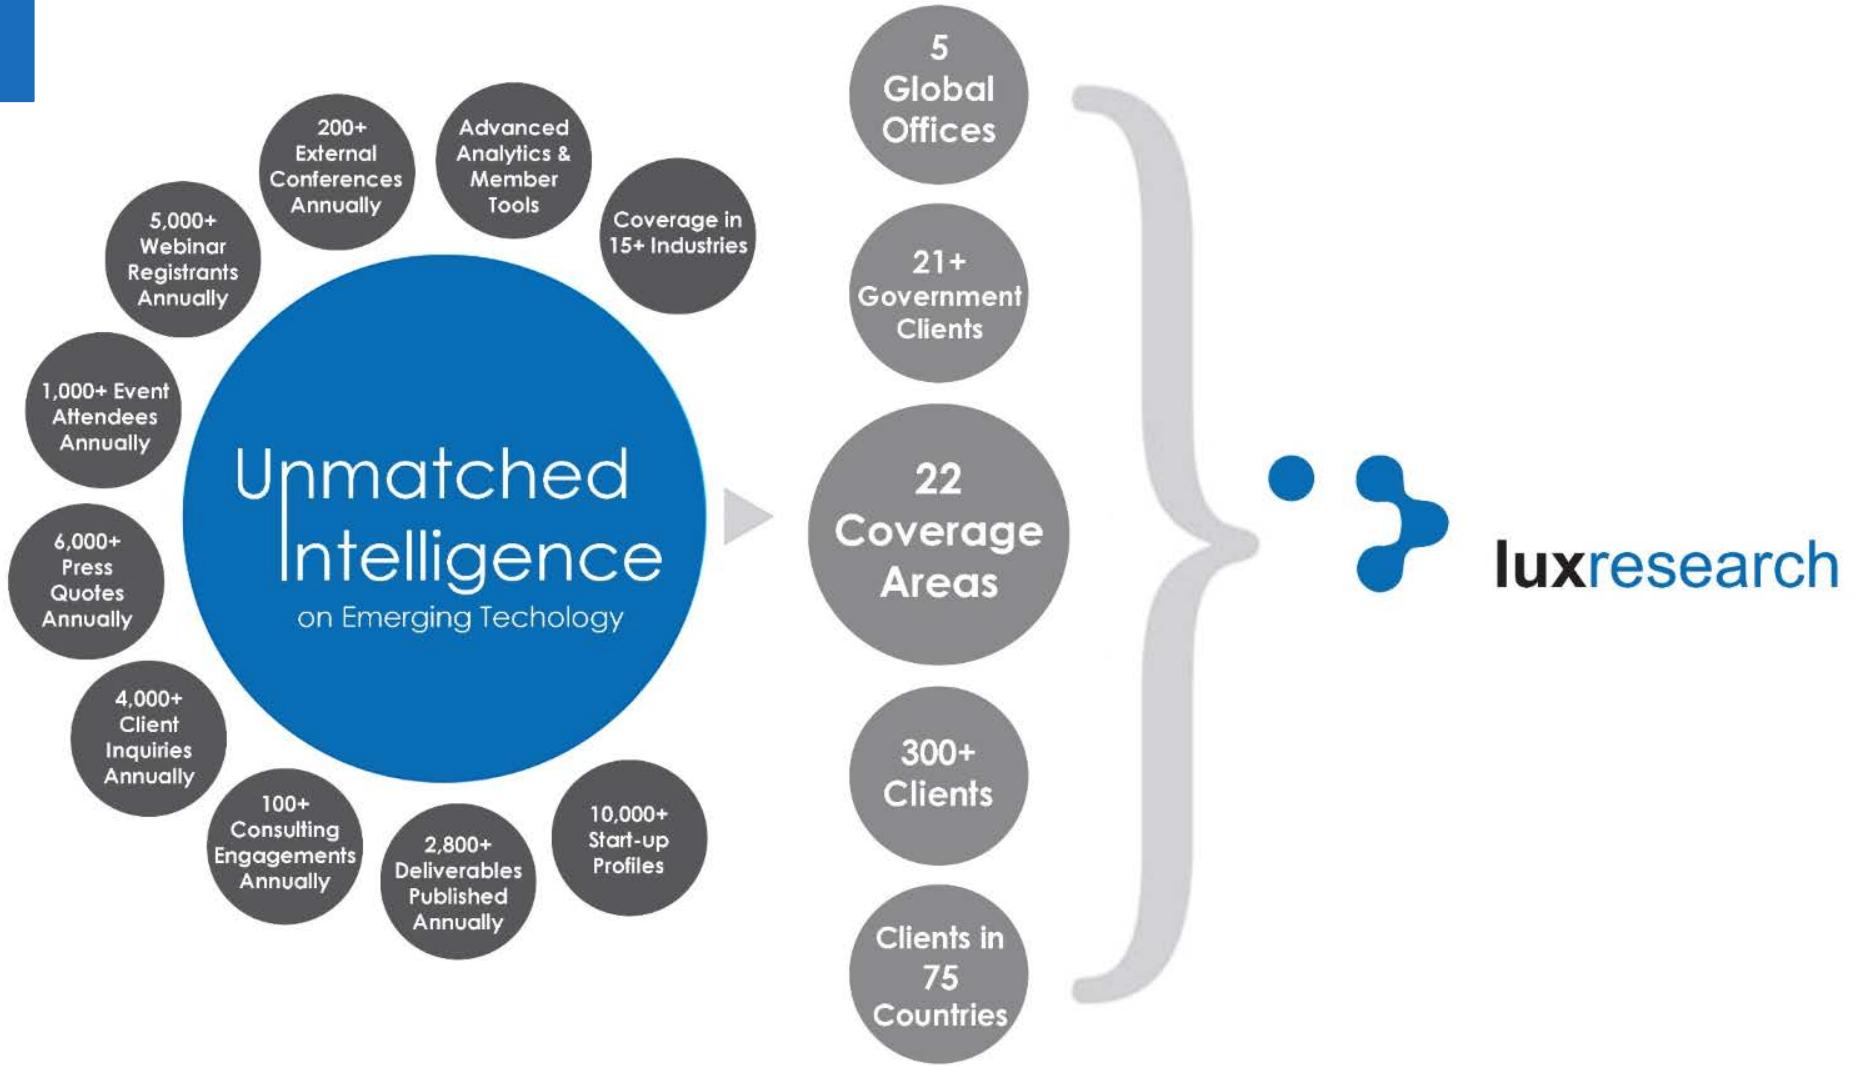 200+
External
Conferences
Annually
Advanced
Analytics &
Member
Tools
Coverage in
15+ Industries
5,000+
Webinar
Registrants
Annually
1,000+ Event
Attendees
Annually
6,000+
Press
Quotes
Annually
4,000+
Client
Inquiries
Annually
100+
Consulting
Engagements
Annually
2,800+
Deliverables
Published
Annually
10,000+
Start-up
Profiles
Unmatched
Intelligence
on Emerging Techology
5
Global
Offices
21+
Government
Clients
22
Coverage
Areas
300+
Clients
Clients in
75
Countries
luxresearch